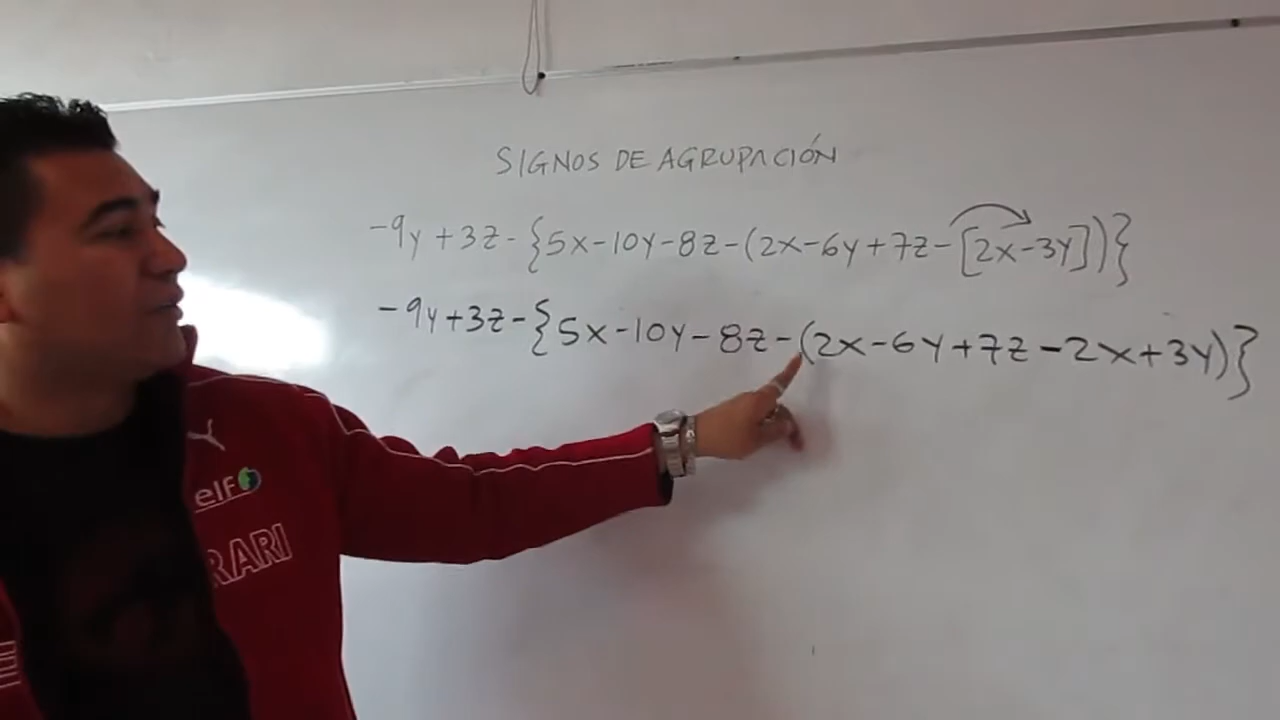 SIGNOS DE AGRUPACIÓN
-9y+3z-{5x-10y-8z-(2x-6y+7z-[2x-3y])}
-9y+3z-{5x-10y-8z-(2x-6y+7z-2x+3y)}
elf
RARI